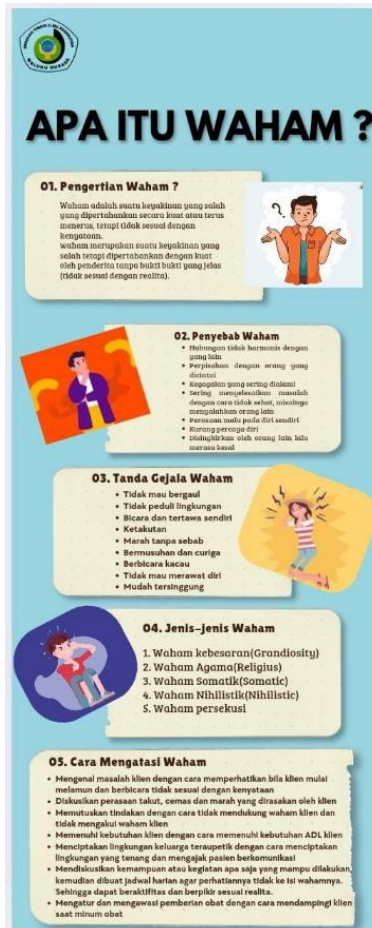 APA ITU WAHAM ?
01. Pengertian Waham ?
Waham adalah suatu keyakinan yang salah
yang dipertahankan secara kuat atau terus
menerus, tetapi tidak sesuai dengan
kenyataan.
waham merupakan suatu keyakinan yang
salah tetapi dipertahankan dengan kuat
oleh penderita tanpa bukti bukti yang jelas
(tidak sesuai dengan realita).
02. Penyebab Waham
• Hubungan tidak harmonis dengan
yang lain
• Perpisahan dengan orang yang
dicintai
• Kegagalan yang sering dialami
• Sering menyelesaikan masalah
dengan cara tidak sehat, misalnya
menyalahkan orang lain
• Perasaan malu pada diri sendiri
• Kurang percaya diri
• Disingkirkan oleh orang lain lalu
merasa kesal
03. Tanda Gejala Waham
• Tidak mau bergaul
• Tidak peduli lingkungan
• Bicara dan tertawa sendiri
• Ketakutan
• Marah tanpa sebab
• Bermusuhan dan curiga
• Berbicara kacau
• Tidak mau merawat diri
• Mudah tersinggung
04. Jenis-jenis Waham
1. Waham kebesaran(Grandiosity)
2. Waham Agama(Religius)
3. Waham Somatik(Somatic)
4. Waham Nihilistik(Nihilistic)
5. Waham persekusi
05. Cara Mengatasi Waham
• Mengenal masalah klien dengan cara memperhatikan bila klien mulai
melamun dan berbicara tidak sesuai dengan kenyataan
• Diskusikan perasaan takut, cemas dan marah yang dirasakan oleh klien
• Memutuskan tindakan dengan cara tidak mendukung waham klien dan
tidak mengakui waham klien
• Memenuhi kebutuhan klien dengan cara memenuhi kebutuhan ADL klien
• Menciptakan lingkungan keluarga teraupetik dengan cara menciptakan
lingkungan yang tenang dan mengajak pasien berkomunikasi
• Mendiskusikan kemampuan atau kegiatan apa saja yang mampu dilakukan,
kemudian dibuat jadwal harian agar perhatiannya tidak ke isi wahamnya.
Sehingga dapat beraktifitas dan berpikir sesuai realita.
• Mengatur dan mengawasi pemberian obat dengan cara mendampingi klien
saat minum obat